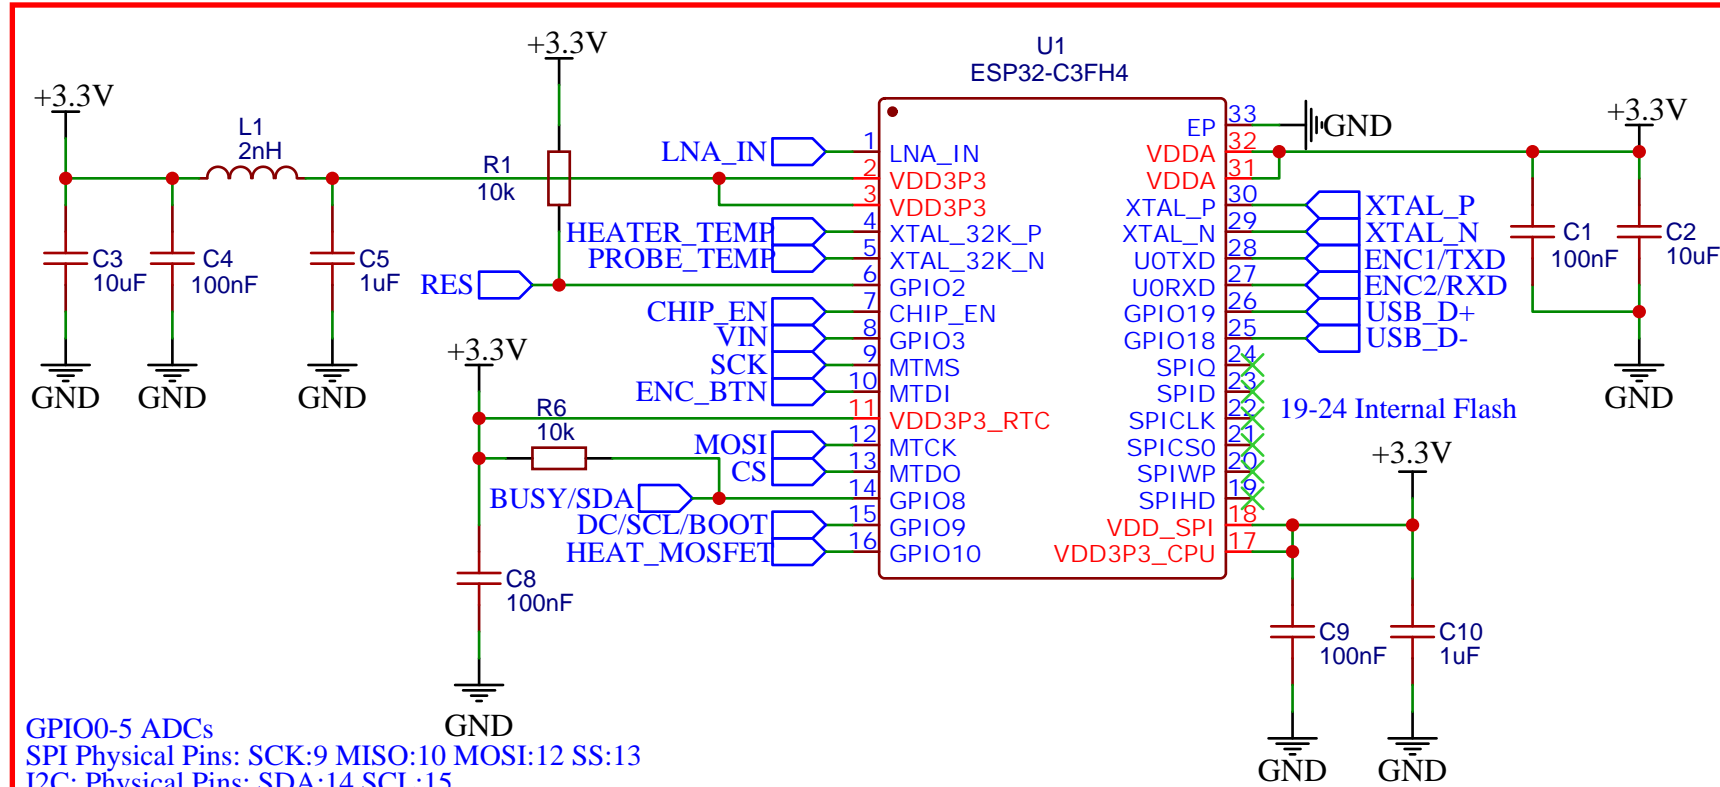 +3.3V
U1
ESP32-C3FH4
+3.3V
+3.3V
L1
2nH
R1
10k
C3
10uF
C4
100nF
C5
1uF
GND
GND
GND
LNA_IN
HEATER_TEMP
PROBE_TEMP
RES
CHIP_EN
VIN
SCK
ENC_BTN
+3.3V
R6
10k
MOSI
CS
BUSY/SDA
DC/SCL/BOOT
HEAT_MOSFET
C8
100nF
GND
1 LNA_IN
2 VDD3P3
3 VDD3P3
4 XTAL_32K_P
5 XTAL_32K_N
6 GPIO2
7 CHIP_EN
8 GPIO3
9 MTMS
10 MTDI
11 VDD3P3_RTC
12 MTCK
13 MTDO
14 GPIO8
15 GPIO9
16 GPIO10
EP 33
VDDA 32
VDDA 31
XTAL_P 30
XTAL_N 29
U0TXD 28
U0RXD 27
GPIO19 26
GPIO18 25
SPIQ 24
SPID 23
SPICLK 22
SPICS0 21
SPIWP 20
SPIHD 19
VDD_SPI 18
VDD3P3_CPU 17
GND
XTAL_P
XTAL_N
ENC1/TXD
ENC2/RXD
USB_D+
USB_D-
19-24 Internal Flash
C1
100nF
C2
10uF
GND
+3.3V
C9
100nF
C10
1uF
GND
GND
GPIO0-5 ADCs
SPI Physical Pins: SCK:9 MISO:10 MOSI:12 SS:13
I2C: Physical Pins: SDA:14 SCL:15